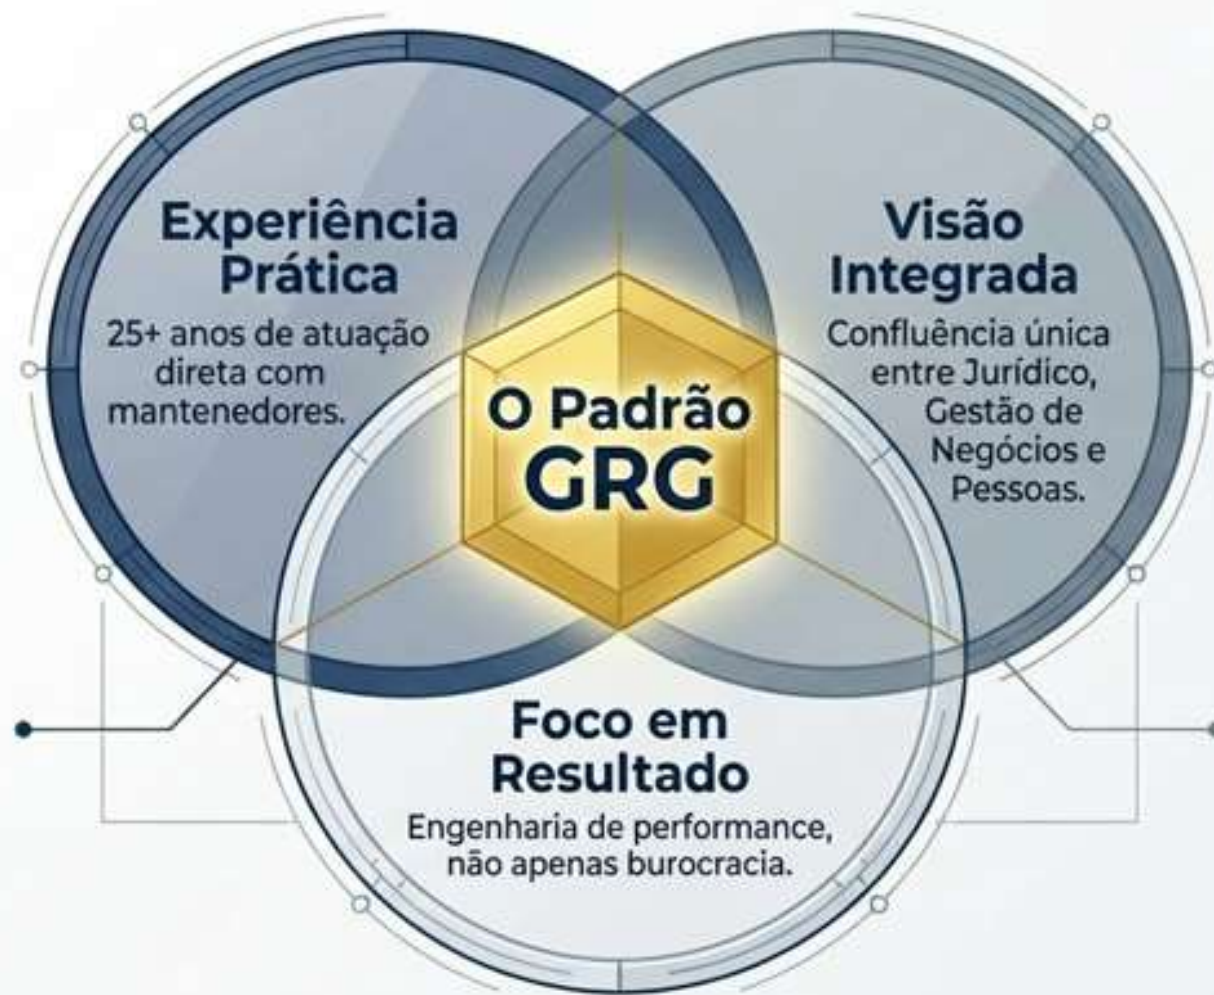 Experiência
Prática
25+ anos de atuação
direta com
mantenedores.
Visão
Integrada
Confluência única
entre Jurídico,
Gestão de
Negócios e
Pessoas.
O Padrão
GRG
Foco em
Resultado
Engenharia de performance,
não apenas burocracia.